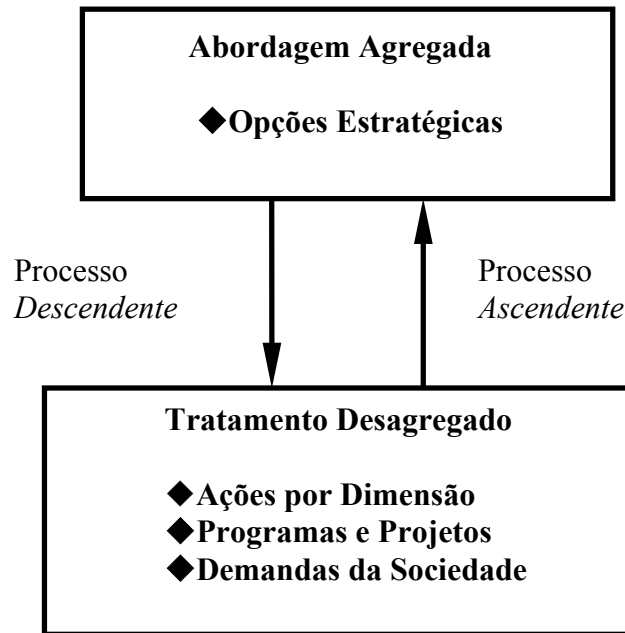 Abordagem Agregada
◆Opções Estratégicas
Processo
Descendente
Processo
Ascendente
Tratamento Desagregado
◆Ações por Dimensão
◆Programas e Projetos
◆Demandas da Sociedade